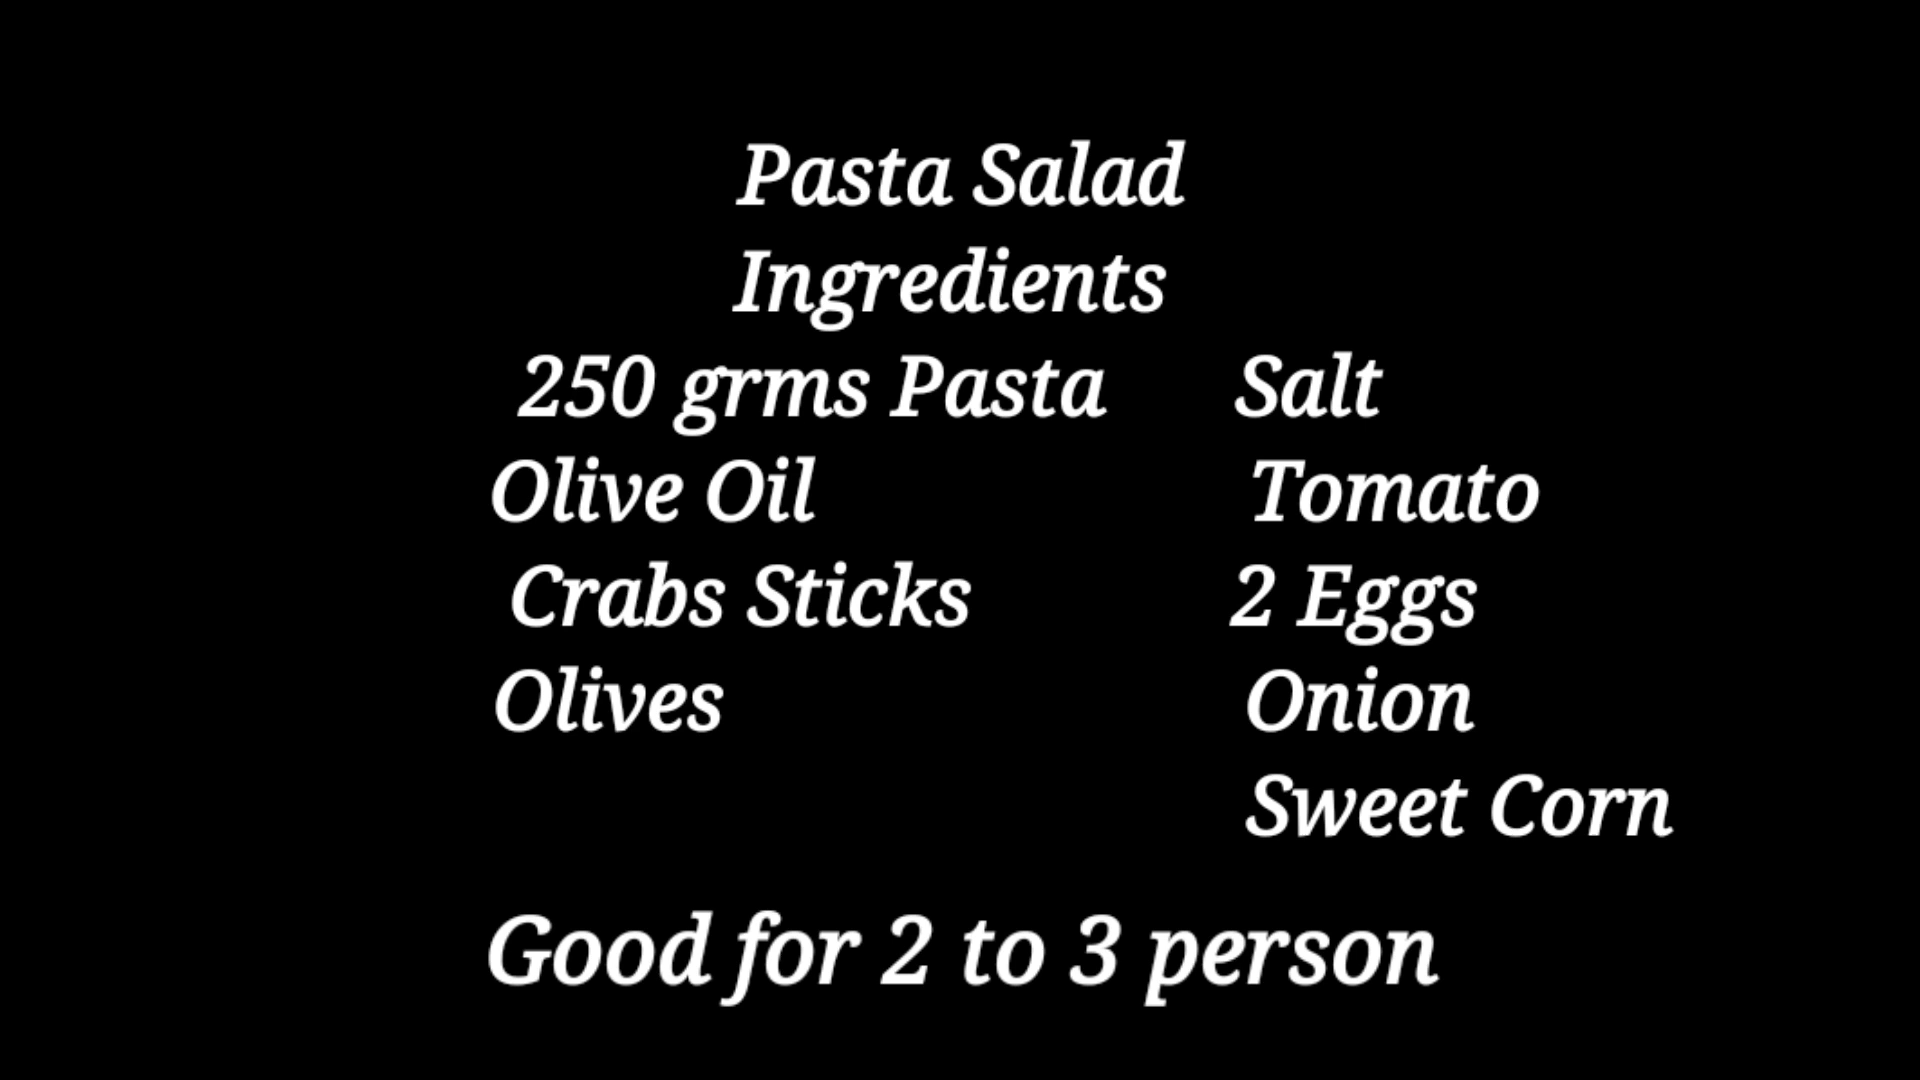 Pasta Salad
Ingredients
250 grms Pasta Salt
Olive Oil Tomato
Crabs Sticks 2 Eggs
Olives Onion
Sweet Corn
Good for 2 to 3 person